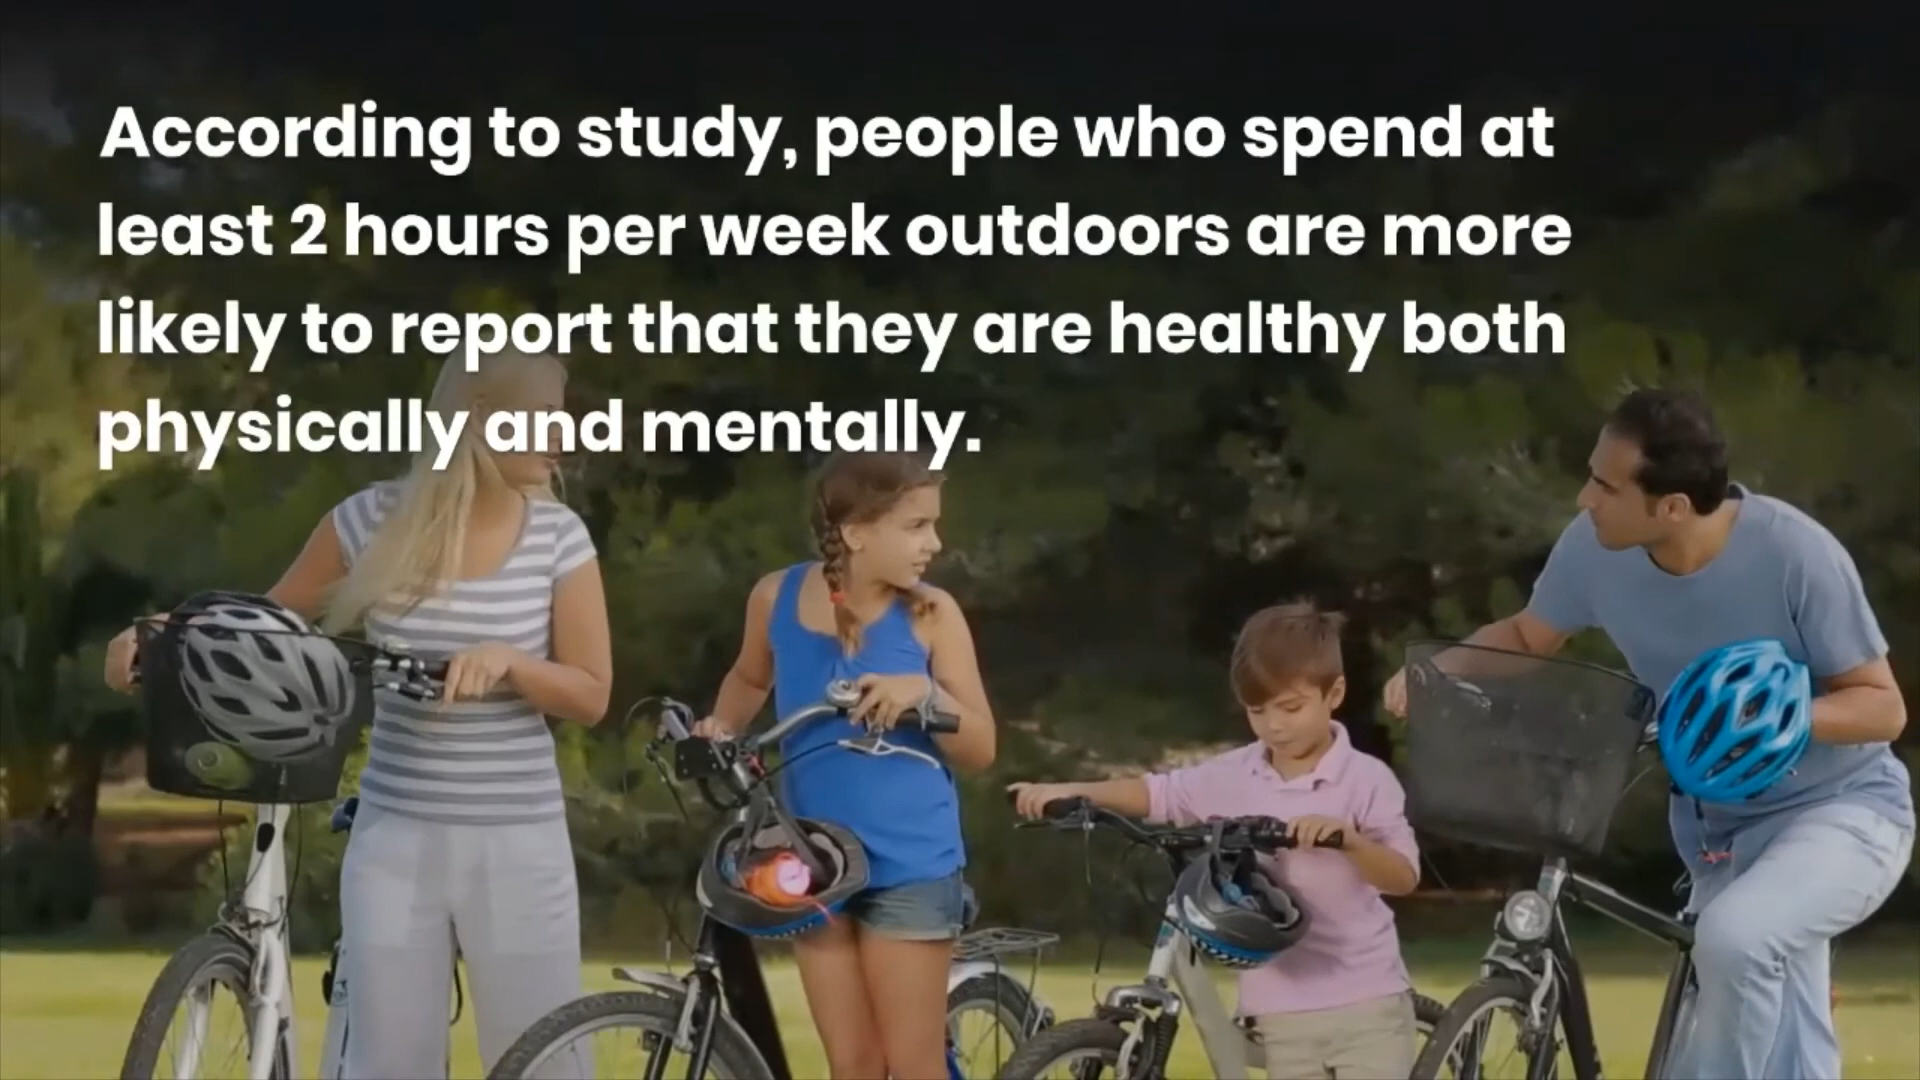 According to study, people who spend at
least 2 hours per week outdoors are more
likely to report that they are healthy both
physically and mentally.